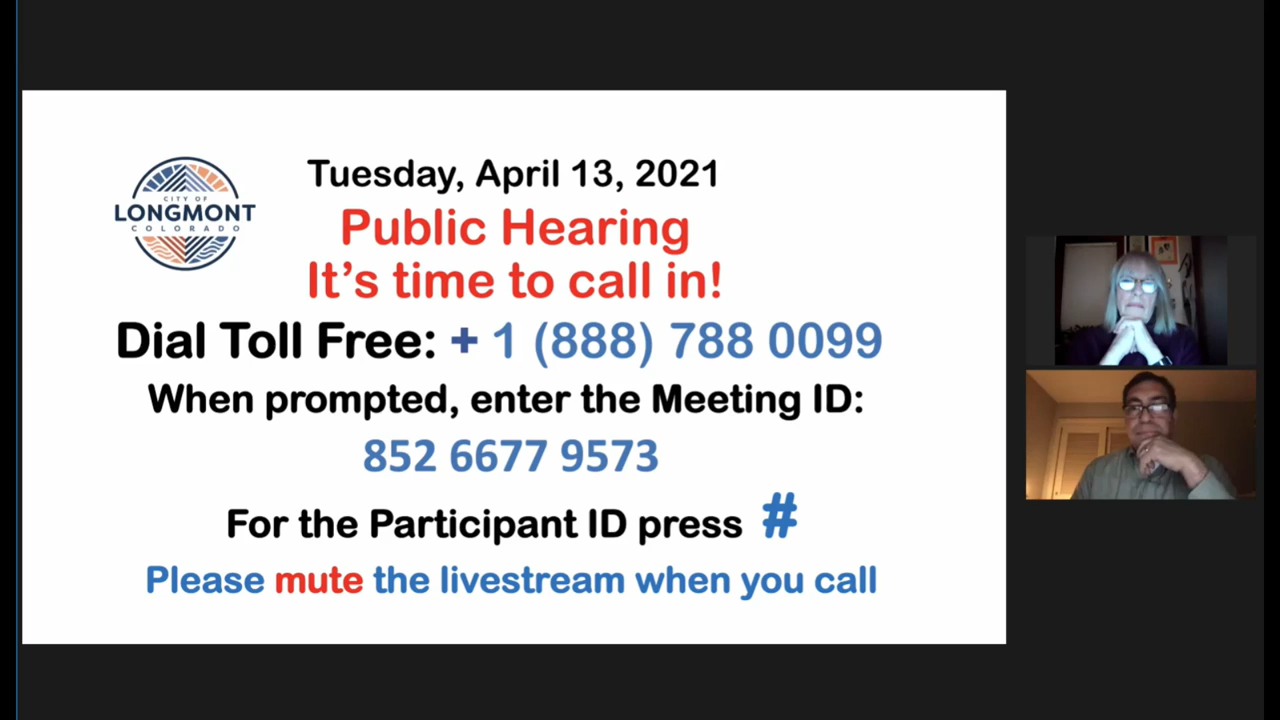 CITY OF
LONGMONT
COLORADO
Tuesday, April 13, 2021
Public Hearing
It's time to call in!
Dial Toll Free: + 1 (888) 788 0099
When prompted, enter the Meeting ID:
852 6677 9573
For the Participant ID press #
Please mute the livestream when you call